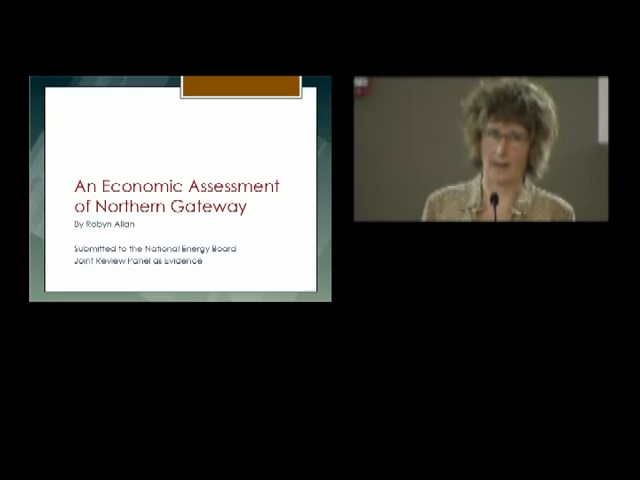 An Economic Assessment
of Northern Gateway
By Robyn Allan
Submitted to the National Energy Board
Joint Review Panel as Evidence